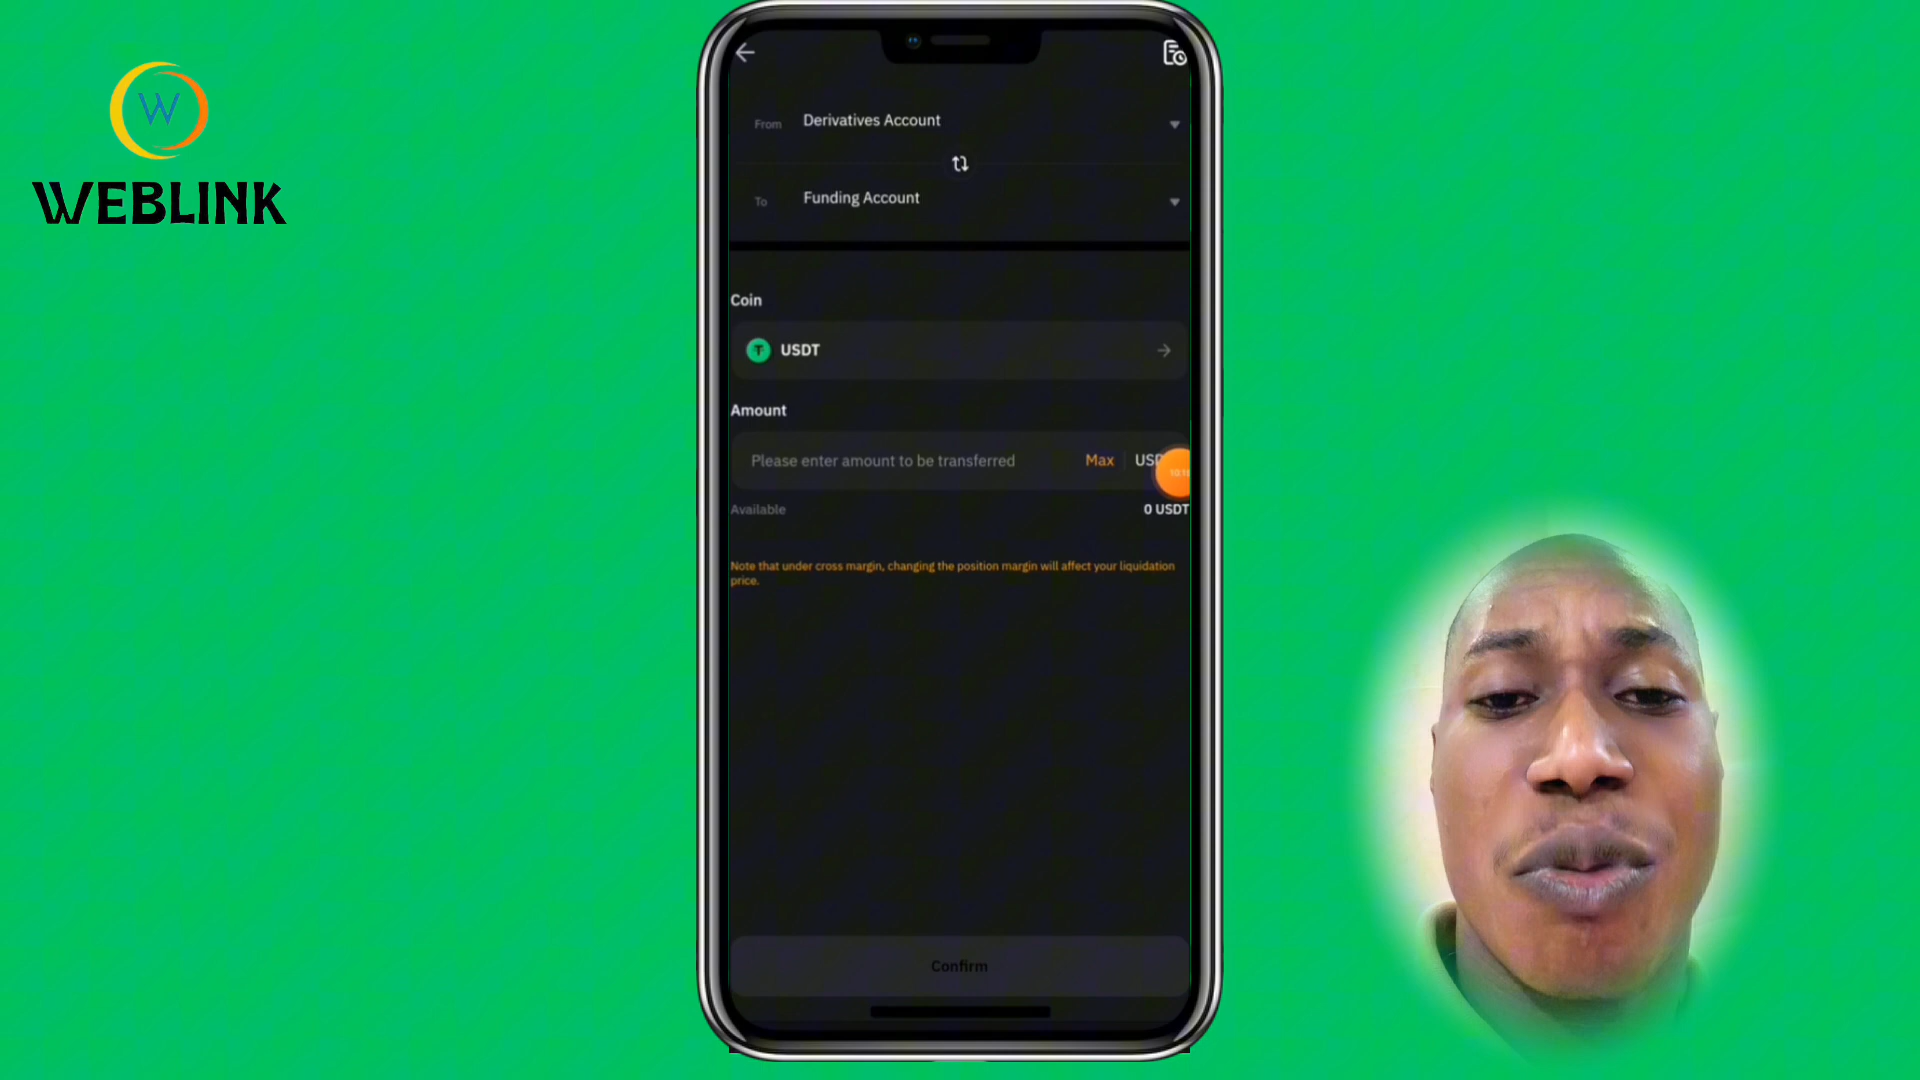 W
WEBLINK
From
Derivatives Account
To
Funding Account
Coin
USDT
Amount
Please enter amount to be transferred
Max
Available
0 USDT
Note that under cross margin, changing the position margin will affect your liquidation
price.
Confirm